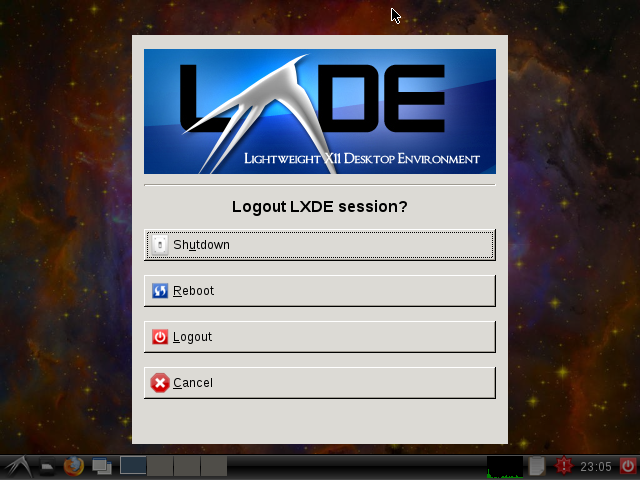 LXDE
LIGHTWEIGHT X11 DESKTOP ENVIRONMENT
Logout LXDE session?
Shutdown
Reboot
Logout
Cancel
23:05